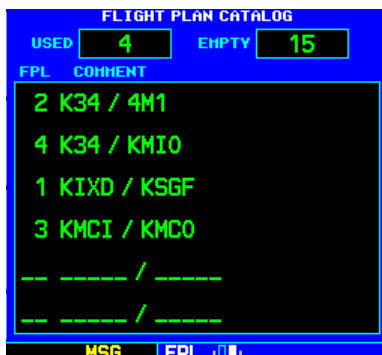 FLIGHT PLAN CATALOG
USED 4 EMPTY 15
FPL COMMENT
2 K34 / 4M1
4 K34 / KMIO
1 KIXD / KSGF
3 KMCI / KMCO
__ _____ / _____
__ _____ / _____
MSG FPL